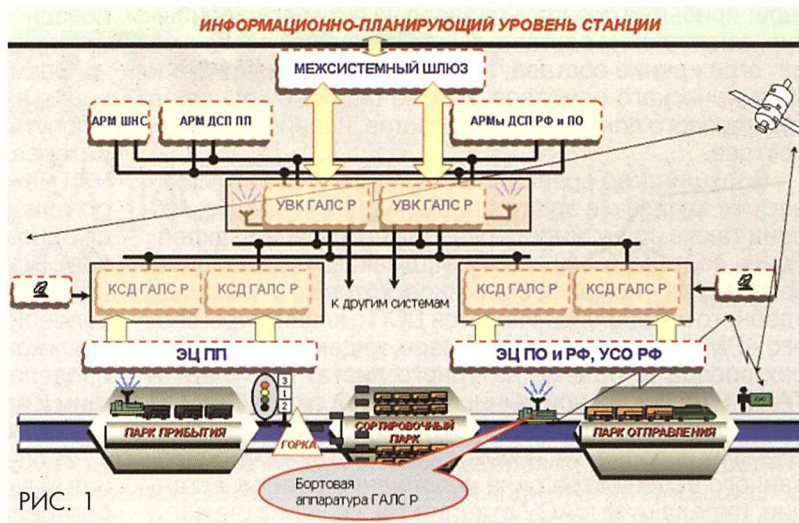 ИНФОРМАЦИОННО-ПЛАНИРУЮЩИЙ УРОВЕНЬ СТАНЦИИ
МЕЖСИСТЕМНЫЙ ШЛЮЗ
АРМ ШНС
АРМ ДСП ПП
АРМы ДСП РФ и ПО
УВК ГАЛС Р
УВК ГАЛС Р
КСД ГАЛС Р
КСД ГАЛС Р
к другим системам
КСД ГАЛС Р
КСД ГАЛС Р
ЭЦ ПП
ЭЦ ПО и РФ, УСО РФ
3
1
2
ПАРК ПРИБЫТИЯ
ГОРКА
СОРТИРОВОЧНЫЙ
ПАРК
ПАРК ОТПРАВЛЕНИЯ
Бортовая
аппаратура ГАЛС Р
РИС. 1